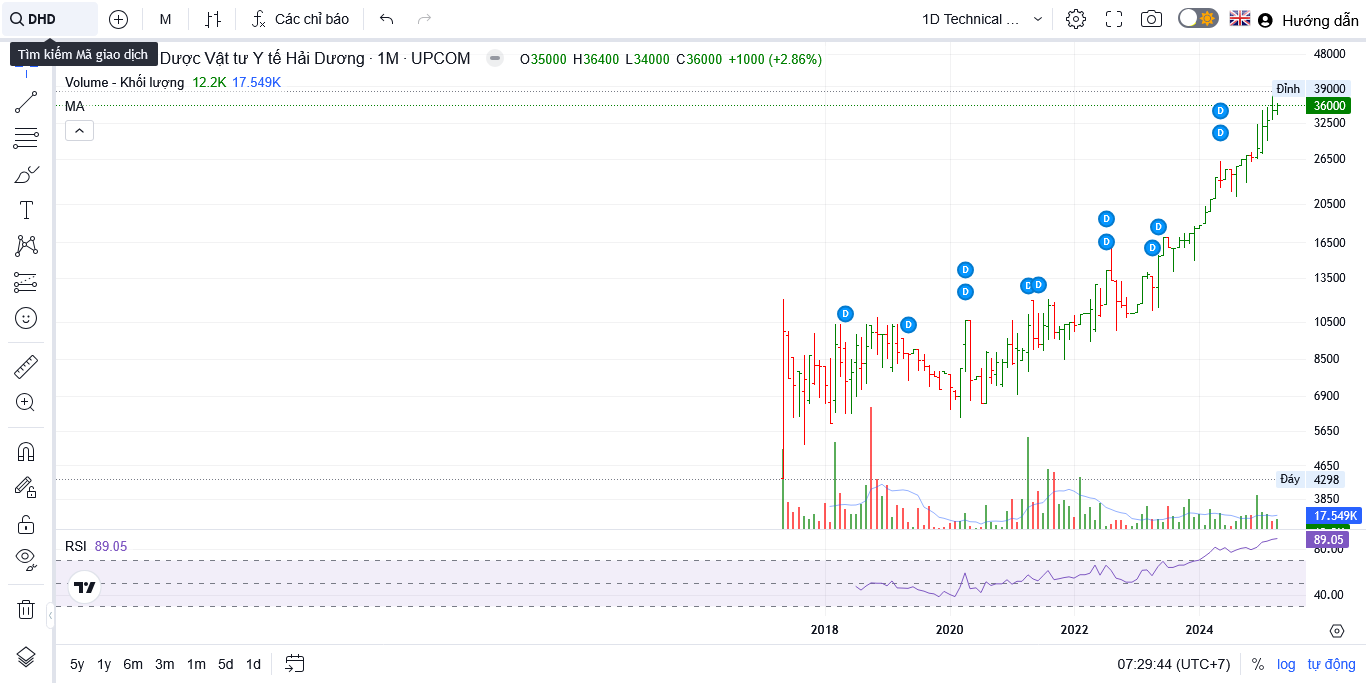 DHD
M
Các chỉ báo
1D Technical ...
Hướng dẫn
Tìm kiếm Mã giao dịch
Dược Vật tư Y tế Hải Dương · 1M · UPCOM
O35000 H36400 L34000 C36000 +1000 (+2.86%)
Volume - Khối lượng 12.2K 17.549K
MA
48000
Đỉnh 39000
36000
32500
26500
20500
16500
13500
10500
8500
6900
5650
4650
Đáy 4298
3850
17.549K
D
D
D
D
D
D
D
D
D
D
D
D
D
RSI 89.05
89.05
80.00
40.00
2018 2020 2022 2024
5y 1y 6m 3m 1m 5d 1d
07:29:44 (UTC+7) % log tự động